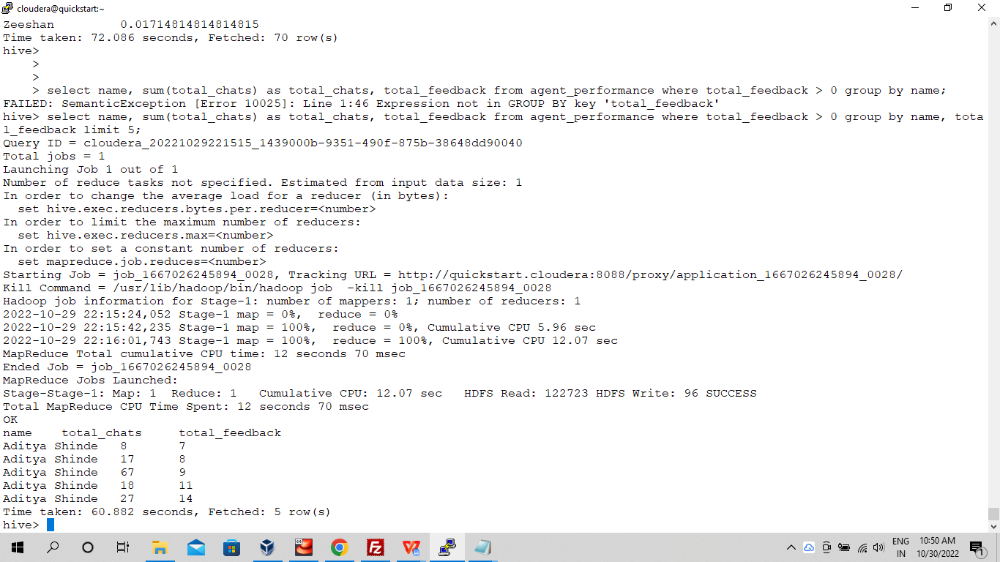 cloudera@quickstart:~
Zeeshan 0.01714814814814815
Time taken: 72.086 seconds, Fetched: 70 row(s)
hive>
>
>
> select name, sum(total_chats) as total_chats, total_feedback from agent_performance where total_feedback > 0 group by name;
FAILED: SemanticException [Error 10025]: Line 1:46 Expression not in GROUP BY key 'total_feedback'
hive> select name, sum(total_chats) as total_chats, total_feedback from agent_performance where total_feedback > 0 group by name, tota
l_feedback limit 5;
Query ID = cloudera_20221029221515_1439000b-9351-490f-875b-38648dd90040
Total jobs = 1
Launching Job 1 out of 1
Number of reduce tasks not specified. Estimated from input data size: 1
In order to change the average load for a reducer (in bytes):
  set hive.exec.reducers.bytes.per.reducer=<number>
In order to limit the maximum number of reducers:
  set hive.exec.reducers.max=<number>
In order to set a constant number of reducers:
  set mapreduce.job.reduces=<number>
Starting Job = job_1667026245894_0028, Tracking URL = http://quickstart.cloudera:8088/proxy/application_1667026245894_0028/
Kill Command = /usr/lib/hadoop/bin/hadoop job  -kill job_1667026245894_0028
Hadoop job information for Stage-1: number of mappers: 1; number of reducers: 1
2022-10-29 22:15:24,052 Stage-1 map = 0%,  reduce = 0%
2022-10-29 22:15:42,235 Stage-1 map = 100%,  reduce = 0%, Cumulative CPU 5.96 sec
2022-10-29 22:16:01,743 Stage-1 map = 100%,  reduce = 100%, Cumulative CPU 12.07 sec
MapReduce Total cumulative CPU time: 12 seconds 70 msec
Ended Job = job_1667026245894_0028
MapReduce Jobs Launched:
Stage-Stage-1: Map: 1  Reduce: 1   Cumulative CPU: 12.07 sec   HDFS Read: 122723 HDFS Write: 96 SUCCESS
Total MapReduce CPU Time Spent: 12 seconds 70 msec
OK
name total_chats total_feedback
Aditya Shinde 8 7
Aditya Shinde 17 8
Aditya Shinde 67 9
Aditya Shinde 18 11
Aditya Shinde 27 14
Time taken: 60.882 seconds, Fetched: 5 row(s)
hive>
ENG
IN
10:50 AM
10/30/2022
1